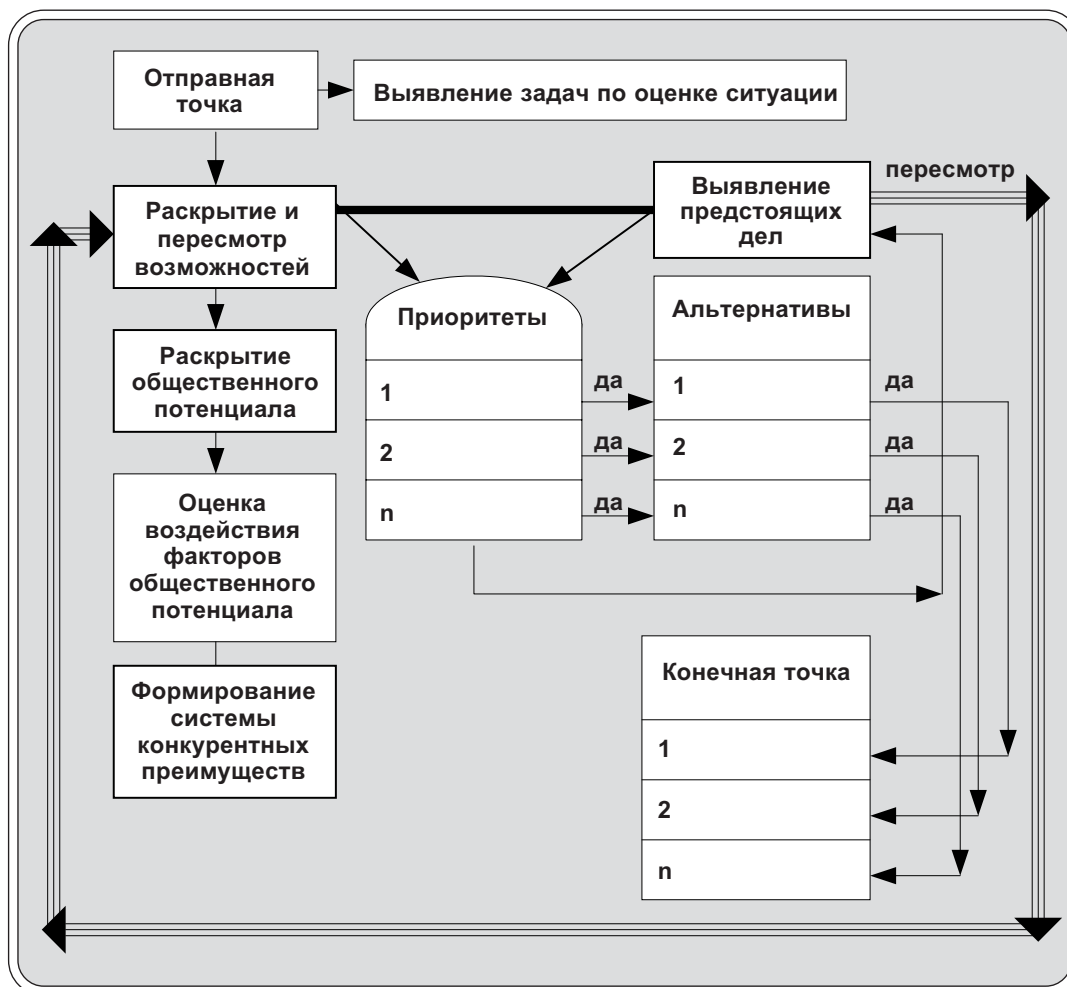 Отправная
точка
Выявление задач по оценке ситуации
Раскрытие и
пересмотр
возможностей
Выявление
предстоящих
дел
пересмотр
Раскрытие
общественного
потенциала
Оценка
воздействия
факторов
общественного
потенциала
Формирование
системы
конкурентных
преимуществ
Приоритеты
1
да
2
да
n
да
Альтернативы
1
да
2
да
n
да
Конечная точка
1
2
n